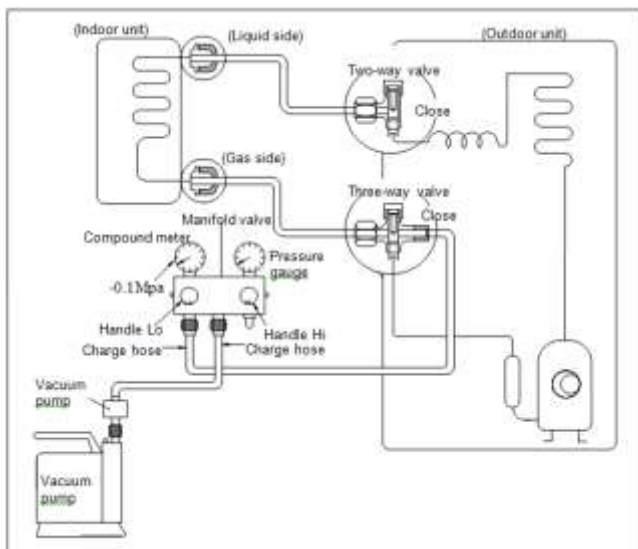 (Indoor unit)
(Liquid side)
(Outdoor unit)
Two-way valve
Close
(Gas side)
Three-way valve
Close
Manifold valve
Compound meter
Pressure
gauge
-0.1Mpa
Handle Lo
Handle Hi
Charge hose
Charge hose
Vacuum
pump
Vacuum
pump